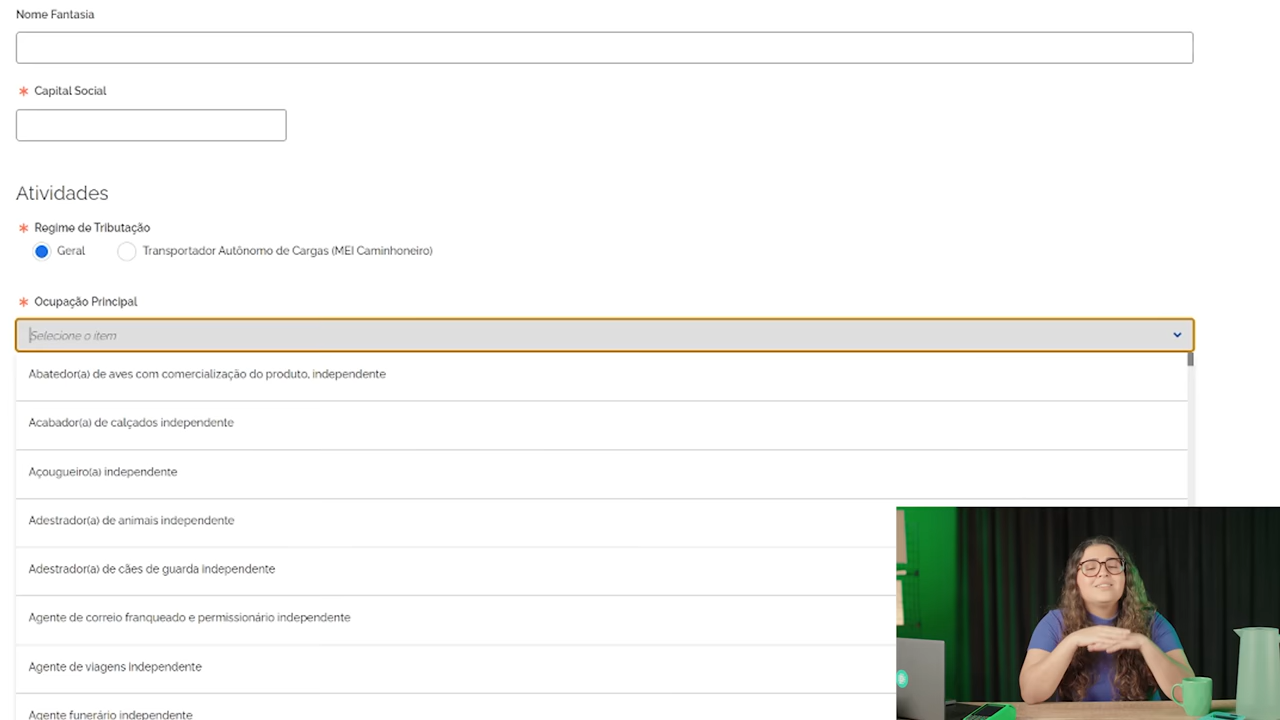 Nome Fantasia
* Capital Social
Atividades
* Regime de Tributação
Geral
Transportador Autônomo de Cargas (MEI Caminhoneiro)
* Ocupação Principal
Selecione o item
Abatedor(a) de aves com comercialização do produto, independente
Acabador(a) de calçados independente
Açougueiro(a) independente
Adestrador(a) de animais independente
Adestrador(a) de cães de guarda independente
Agente de correio franqueado e permissionário independente
Agente de viagens independente
Agente funerário independente